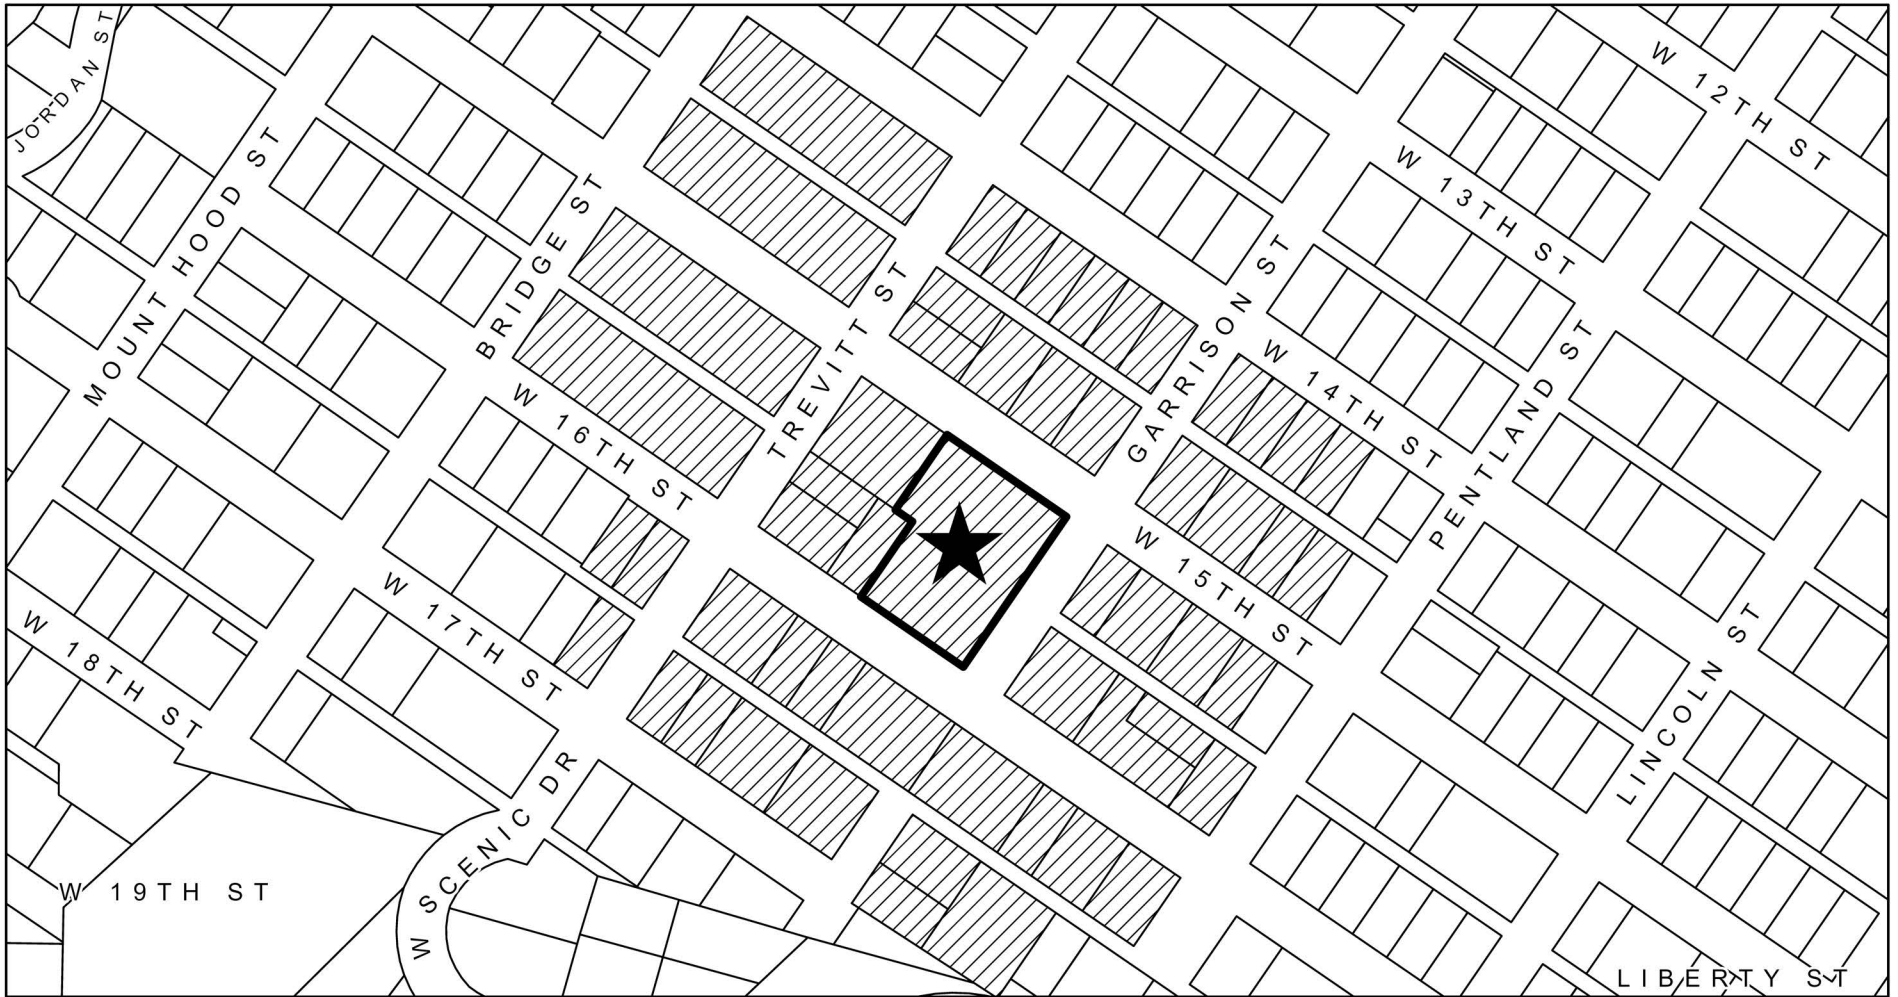 JORDAN ST
W 12TH ST
MOUNT HOOD ST
W 13TH ST
BRIDGE ST
TREVITT ST
GARRISON ST
W 14TH ST
PENTLAND ST
W 16TH ST
W 15TH ST
W 17TH ST
W 18TH ST
LINCOLN ST
W SCENIC DR
W 19TH ST
LIBERTY ST